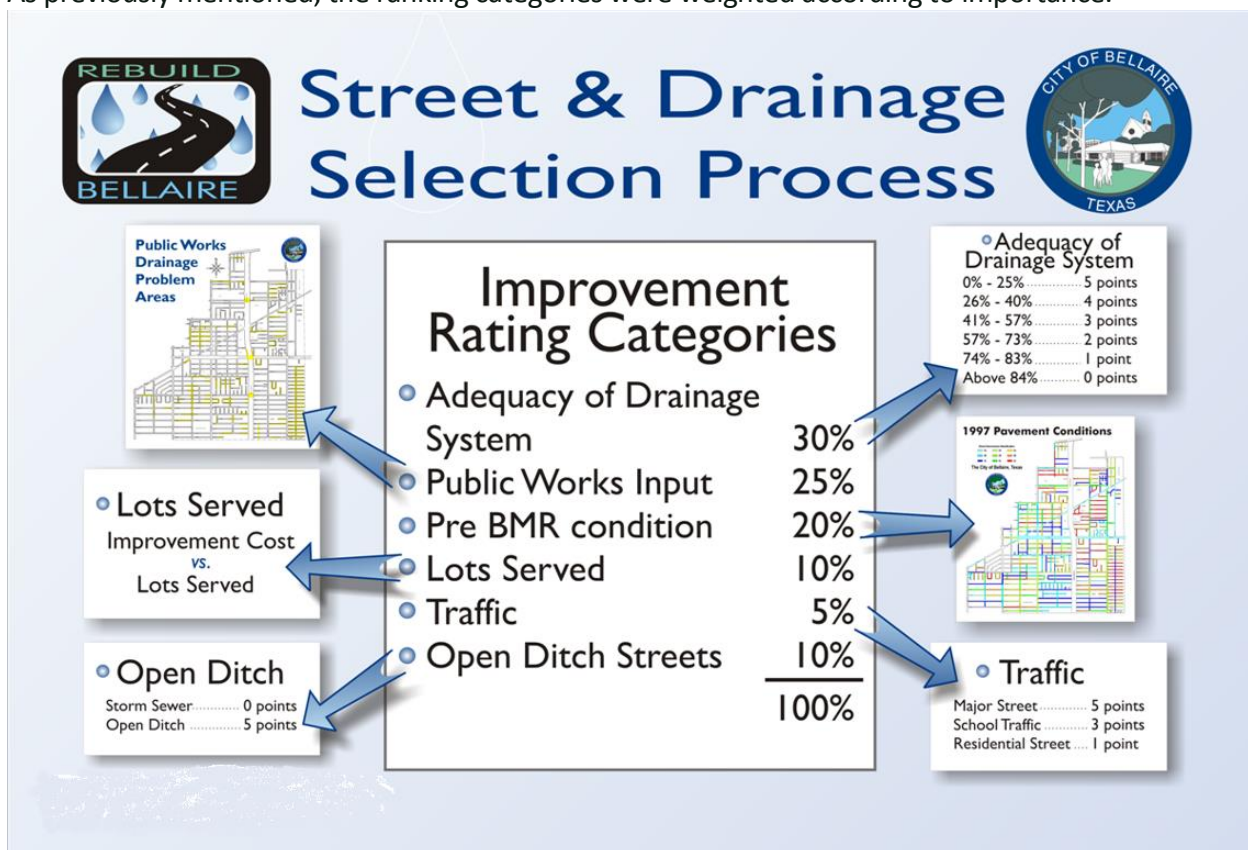 As previously mentioned, the ranking categories were weighted according to importance.
REBUILD
BELLAIRE
Street & Drainage
Selection Process
CITY OF BELLAIRE
TEXAS
Public Works
Drainage
Problem
Areas
Improvement
Rating Categories
Adequacy of Drainage
System 30%
Public Works Input 25%
Pre BMR condition 20%
Lots Served 10%
Traffic 5%
Open Ditch Streets 10%
100%
Adequacy of
Drainage System
0% - 25% ............ 5 points
26% - 40% .......... 4 points
41% - 57% .......... 3 points
57% - 73% .......... 2 points
74% - 83% .......... 1 point
Above 84% .......... 0 points
Lots Served
Improvement Cost
vs.
Lots Served
1997 Pavement Conditions
The City of Bellaire, Texas
Open Ditch
Storm Sewer ........... 0 points
Open Ditch ............. 5 points
Traffic
Major Street ........... 5 points
School Traffic ......... 3 points
Residential Street .... 1 point